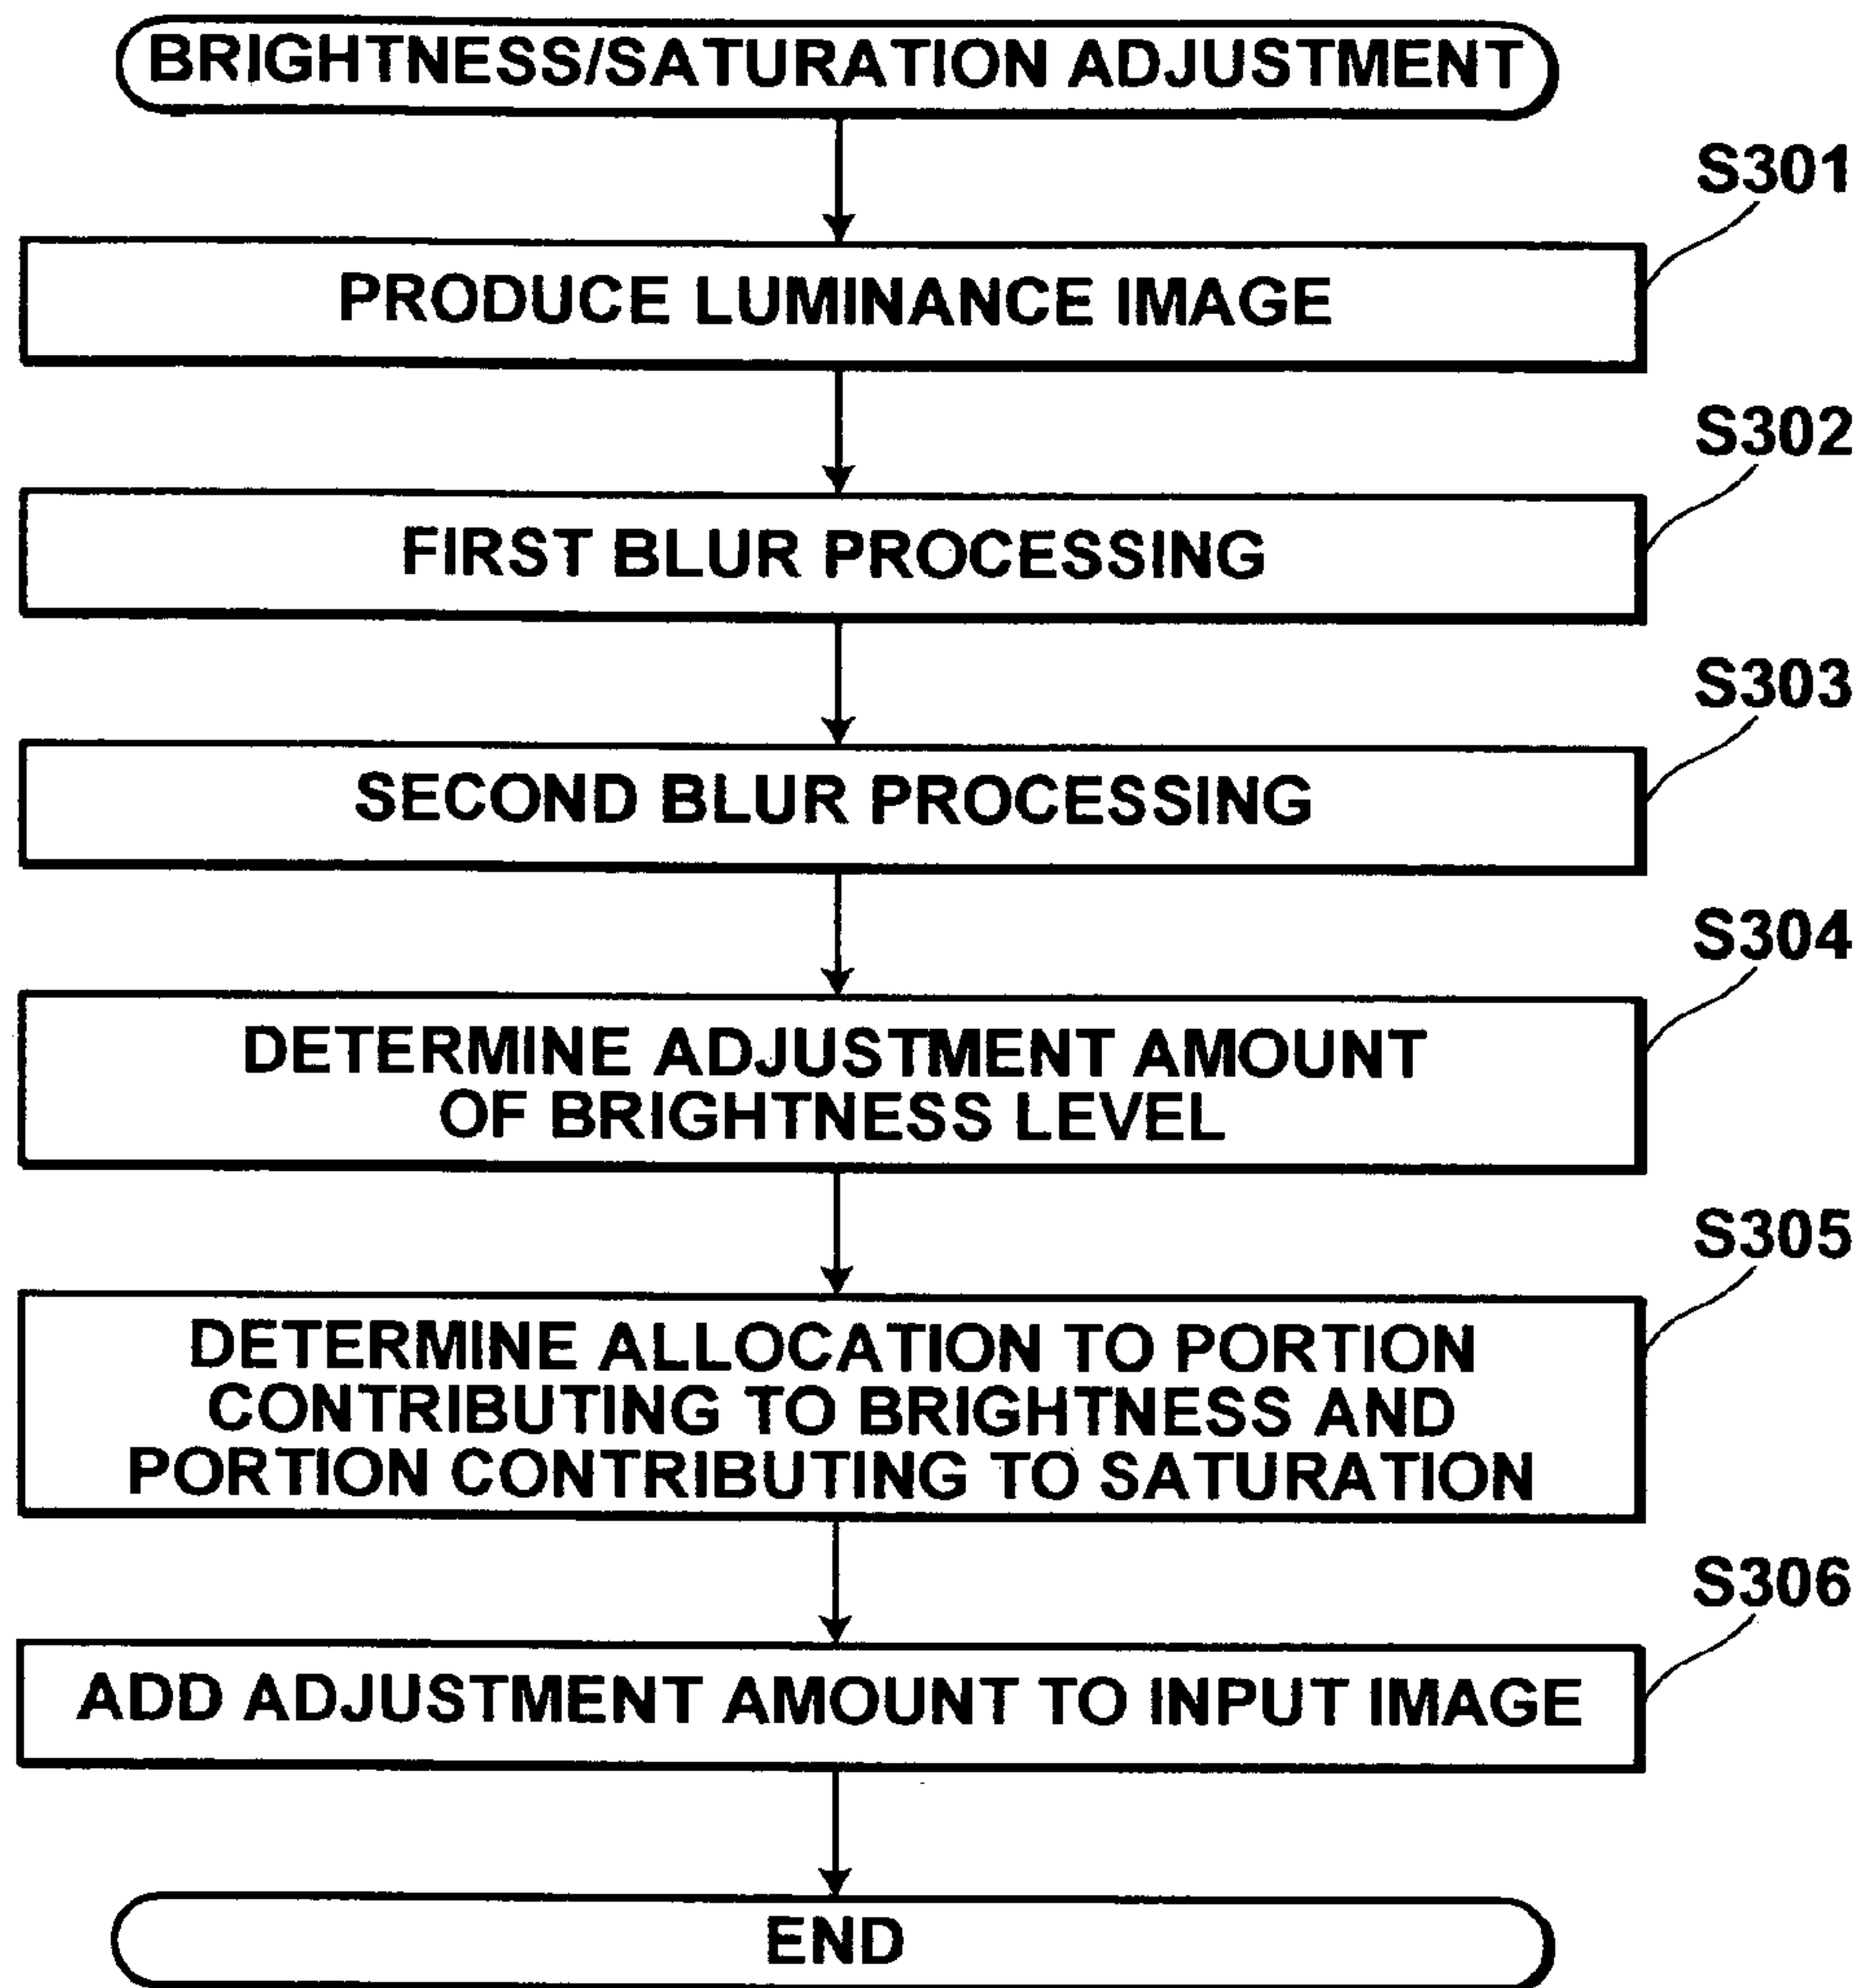 BRIGHTNESS/SATURATION ADJUSTMENT
S301
PRODUCE LUMINANCE IMAGE
S302
FIRST BLUR PROCESSING
S303
SECOND BLUR PROCESSING
S304
DETERMINE ADJUSTMENT AMOUNT
OF BRIGHTNESS LEVEL
S305
DETERMINE ALLOCATION TO PORTION
CONTRIBUTING TO BRIGHTNESS AND
PORTION CONTRIBUTING TO SATURATION
S306
ADD ADJUSTMENT AMOUNT TO INPUT IMAGE
END